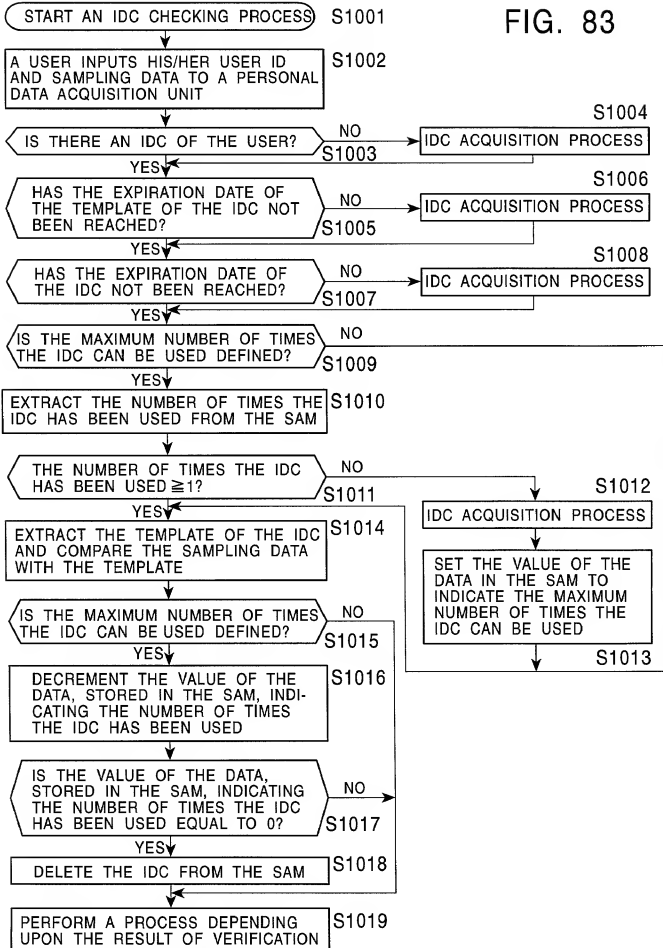 START AN IDC CHECKING PROCESS
S1001
FIG. 83
A USER INPUTS HIS/HER USER ID
AND SAMPLING DATA TO A PERSONAL
DATA ACQUISITION UNIT
S1002
IS THERE AN IDC OF THE USER?
NO
S1003
S1004
IDC ACQUISITION PROCESS
YES
HAS THE EXPIRATION DATE OF
THE TEMPLATE OF THE IDC NOT
BEEN REACHED?
NO
S1005
S1006
IDC ACQUISITION PROCESS
YES
HAS THE EXPIRATION DATE OF
THE IDC NOT BEEN REACHED?
NO
S1007
S1008
IDC ACQUISITION PROCESS
YES
IS THE MAXIMUM NUMBER OF TIMES
THE IDC CAN BE USED DEFINED?
NO
S1009
YES
EXTRACT THE NUMBER OF TIMES THE
IDC HAS BEEN USED FROM THE SAM
S1010
THE NUMBER OF TIMES THE IDC
HAS BEEN USED ≧1?
NO
S1011
S1012
IDC ACQUISITION PROCESS
SET THE VALUE OF THE
DATA IN THE SAM TO
INDICATE THE MAXIMUM
NUMBER OF TIMES THE
IDC CAN BE USED
S1013
YES
EXTRACT THE TEMPLATE OF THE IDC
AND COMPARE THE SAMPLING DATA
WITH THE TEMPLATE
S1014
IS THE MAXIMUM NUMBER OF TIMES
THE IDC CAN BE USED DEFINED?
NO
S1015
YES
DECREMENT THE VALUE OF THE
DATA, STORED IN THE SAM, INDI-
CATING THE NUMBER OF TIMES
THE IDC HAS BEEN USED
S1016
IS THE VALUE OF THE DATA,
STORED IN THE SAM, INDICATING
THE NUMBER OF TIMES THE IDC
HAS BEEN USED EQUAL TO 0?
NO
S1017
YES
DELETE THE IDC FROM THE SAM
S1018
PERFORM A PROCESS DEPENDING
UPON THE RESULT OF VERIFICATION
S1019